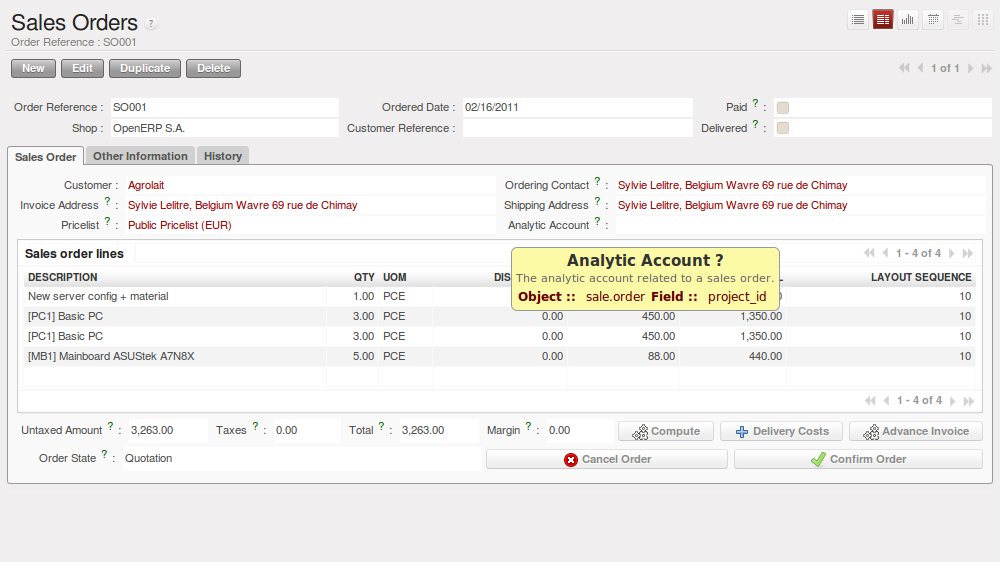 Sales Orders ?
Order Reference : SO001
New Edit Duplicate Delete 1 of 1
Order Reference : SO001 Ordered Date : 02/16/2011 Paid ? :
Shop : OpenERP S.A. Customer Reference : Delivered ? :
Sales Order Other Information History
Customer : Agrolait Ordering Contact ? : Sylvie Lelitre, Belgium Wavre 69 rue de Chimay
Invoice Address ? : Sylvie Lelitre, Belgium Wavre 69 rue de Chimay Shipping Address ? : Sylvie Lelitre, Belgium Wavre 69 rue de Chimay
Pricelist ? : Public Pricelist (EUR) Analytic Account ? :
Sales order lines 1 - 4 of 4
Analytic Account ?
The analytic account related to a sales order.
Object :: sale.order Field :: project_id
DESCRIPTION QTY UOM LAYOUT SEQUENCE
New server config + material 1.00 PCE 10
[PC1] Basic PC 3.00 PCE 0.00 450.00 1,350.00 10
[PC1] Basic PC 3.00 PCE 0.00 450.00 1,350.00 10
[MB1] Mainboard ASUStek A7N8X 5.00 PCE 0.00 88.00 440.00 10
1 - 4 of 4
Untaxed Amount ? : 3,263.00 Taxes ? : 0.00 Total ? : 3,263.00 Margin ? : 0.00 Compute Delivery Costs Advance Invoice
Order State ? : Quotation Cancel Order Confirm Order